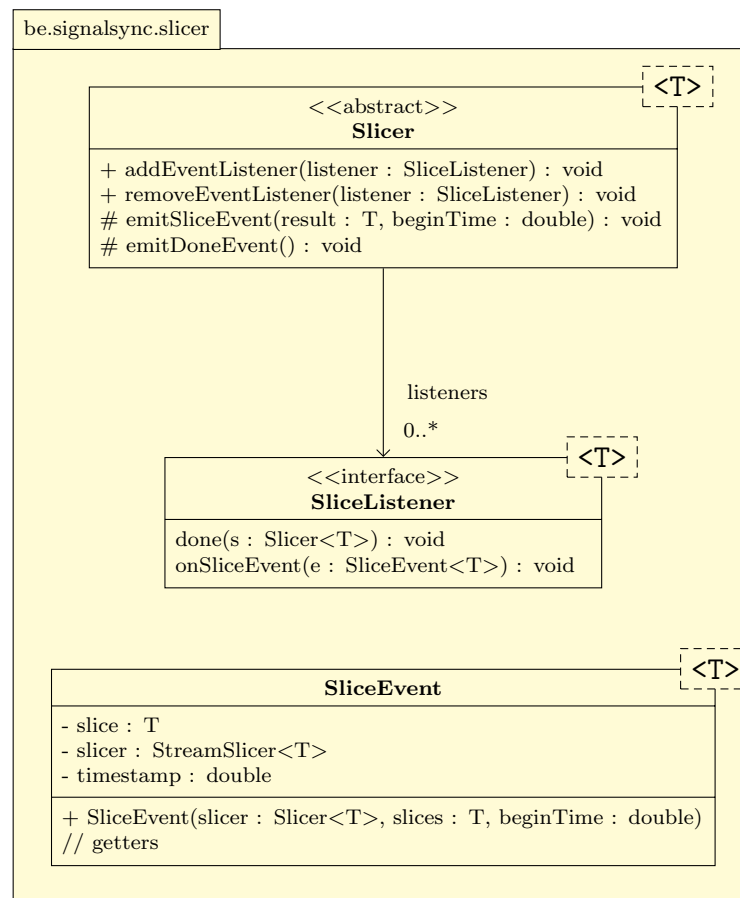 be.signalsync.slicer
<T>
<<abstract>>
Slicer
+ addEventListener(listener : SliceListener) : void
+ removeEventListener(listener : SliceListener) : void
# emitSliceEvent(result : T, beginTime : double) : void
# emitDoneEvent() : void
listeners
0..*
<T>
<<interface>>
SliceListener
done(s : Slicer<T>) : void
onSliceEvent(e : SliceEvent<T>) : void
<T>
SliceEvent
- slice : T
- slicer : StreamSlicer<T>
- timestamp : double
+ SliceEvent(slicer : Slicer<T>, slices : T, beginTime : double)
// getters